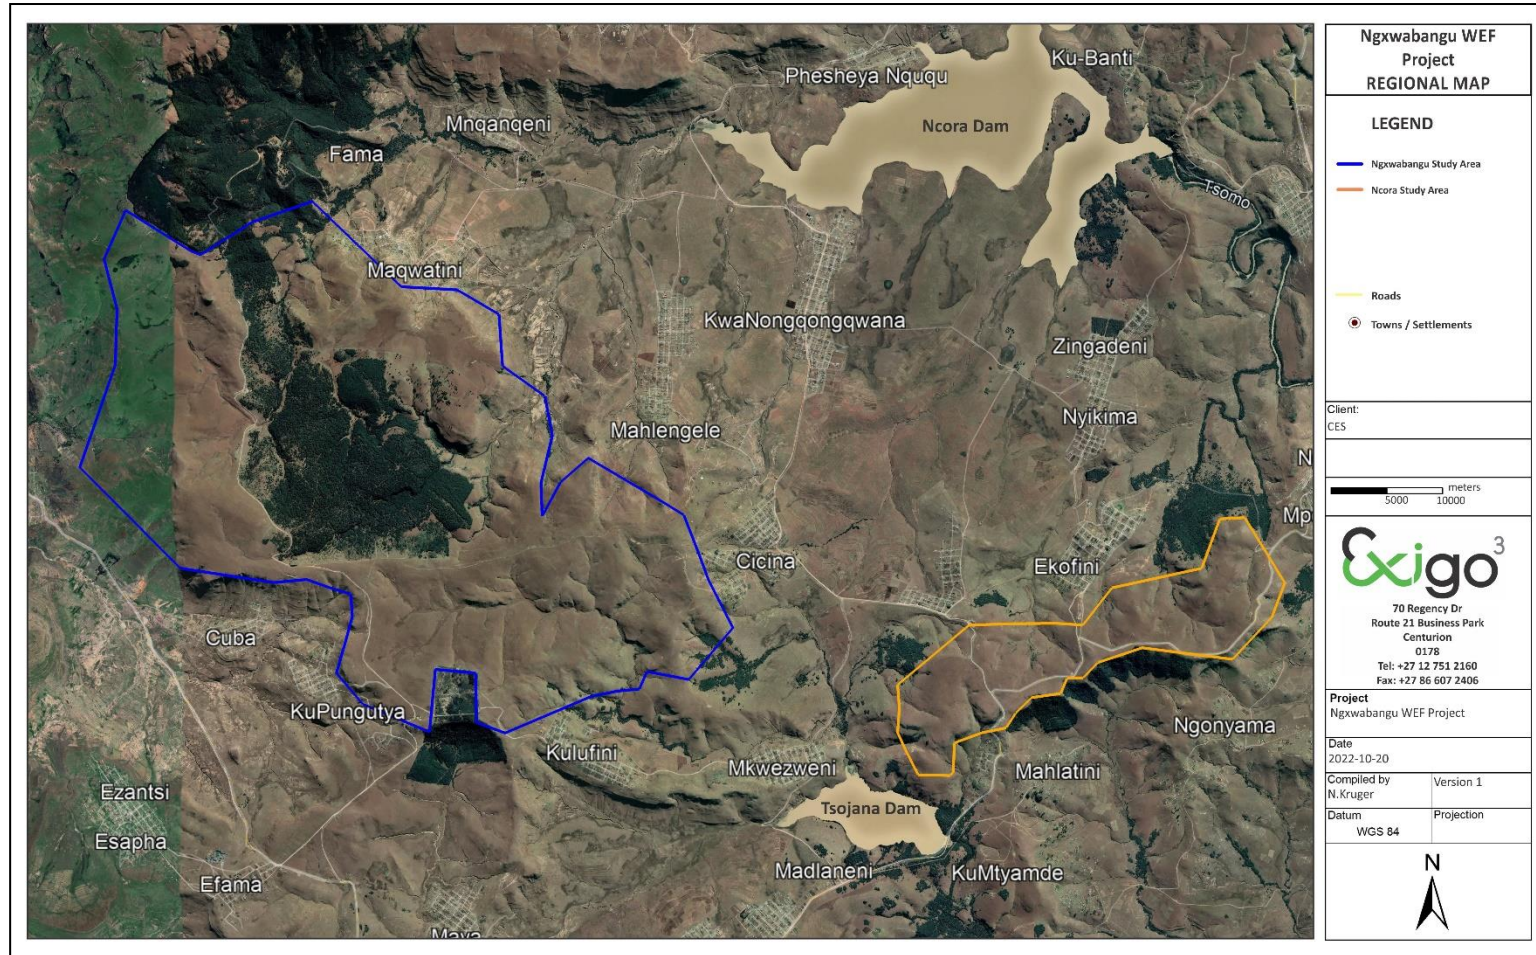 Phesheya Nququ
Ku-Banti
Mnqanqeni
Ncora Dam
Fama
Tsomo
Maqwatini
KwaNongqongqwana
Zingadeni
Nyikima
Mahlengele
N
Mp
Cicina
Ekofini
Cuba
KuPungutya
Ngonyama
Kulufini
Mkwezweni
Mahlatini
Ezantsi
Tsojana Dam
Esapha
Madlaneni
KuMtyamde
Efama
Maya
Ngxwabangu WEF
Project
REGIONAL MAP
LEGEND
Ngxwabangu Study Area
Ncora Study Area
Roads
Towns / Settlements
Client:
CES
meters
5000 10000
Exigo3
70 Regency Dr
Route 21 Business Park
Centurion
0178
Tel: +27 12 751 2160
Fax: +27 86 607 2406
Project
Ngxwabangu WEF Project
Date
2022-10-20
Compiled by
N.Kruger
Version 1
Datum
WGS 84
Projection
N